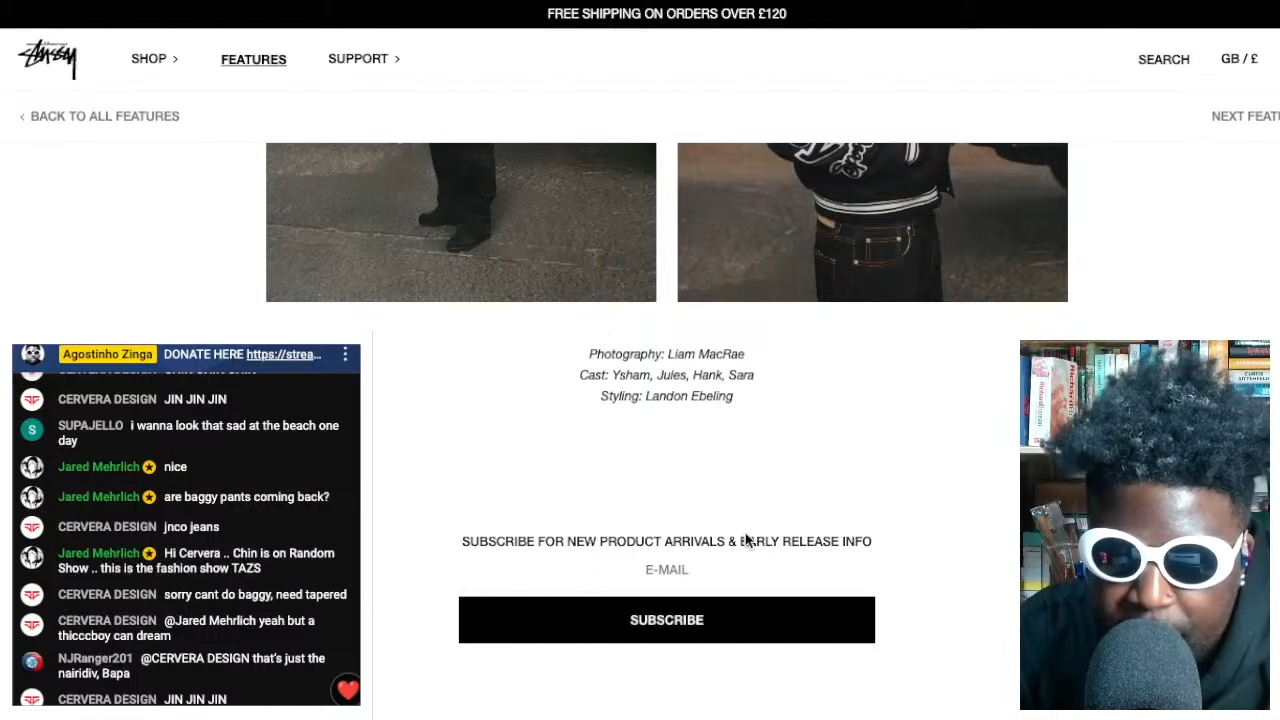 FREE SHIPPING ON ORDERS OVER £120
Stüssy
SHOP >
FEATURES
SUPPORT >
SEARCH
GB / £
< BACK TO ALL FEATURES
NEXT FEATU
Photography: Liam MacRae
Cast: Ysham, Jules, Hank, Sara
Styling: Landon Ebeling
SUBSCRIBE FOR NEW PRODUCT ARRIVALS & EARLY RELEASE INFO
E-MAIL
SUBSCRIBE
Agostinho Zinga DONATE HERE https://strea...
CERVERA DESIGN JIN JIN JIN
S
SUPAJELLO i wanna look that sad at the beach one
day
Jared Mehrlich nice
Jared Mehrlich are baggy pants coming back?
CERVERA DESIGN jnco jeans
Jared Mehrlich Hi Cervera .. Chin is on Random
Show .. this is the fashion show TAZS
CERVERA DESIGN sorry cant do baggy, need tapered
CERVERA DESIGN @Jared Mehrlich yeah but a
thicccboy can dream
NJRanger201 @CERVERA DESIGN that's just the
nairidiv, Bapa
CERVERA DESIGN JIN JIN JIN
CURTIS
SITTENFELD